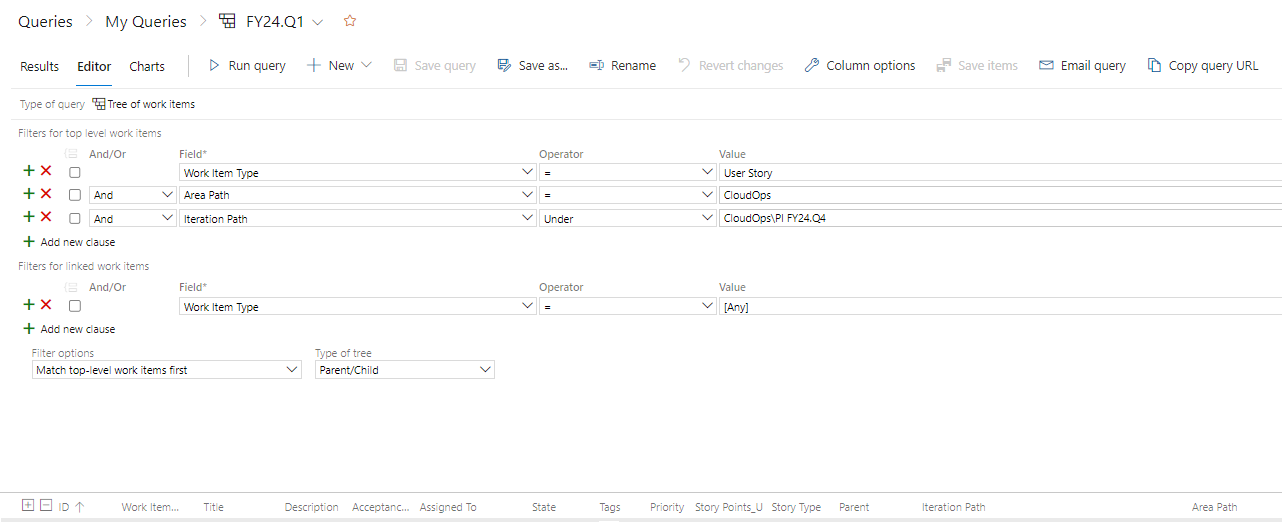 Queries > My Queries > FY24.Q1
Results Editor Charts Run query New Save query Save as... Rename Revert changes Column options Save items Email query Copy query URL
Type of query Tree of work items
Filters for top level work items
And/Or Field* Operator Value
Work Item Type = User Story
And Area Path = CloudOps
And Iteration Path Under CloudOps\PI FY24.Q4
+ Add new clause
Filters for linked work items
And/Or Field* Operator Value
Work Item Type = [Any]
+ Add new clause
Filter options Type of tree
Match top-level work items first Parent/Child
ID Work Item... Title Description Acceptanc... Assigned To State Tags Priority Story Points_U Story Type Parent Iteration Path Area Path